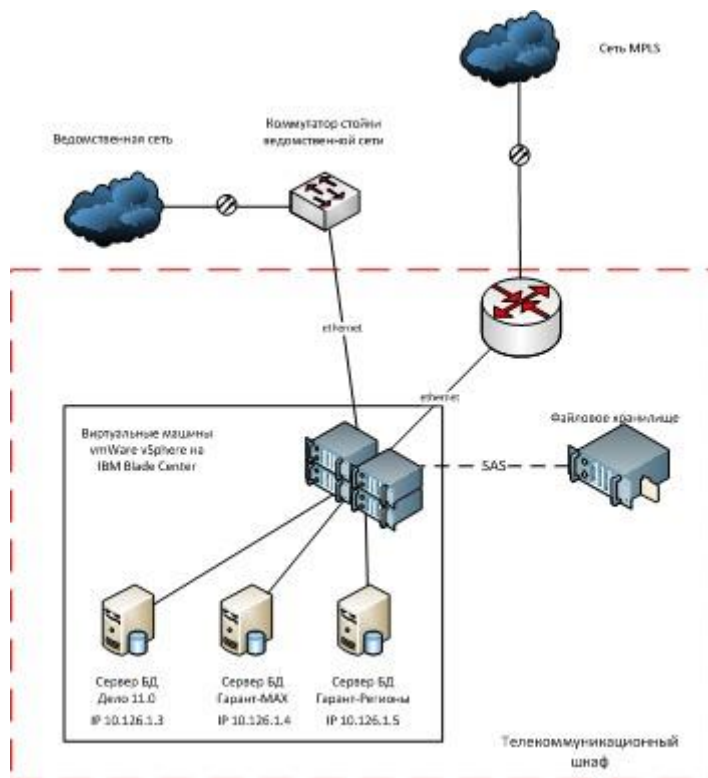 Сеть MPLS
Коммутатор стойки
ведомственной сети
Ведомственная сеть
ethernet
ethernet
Виртуальные машины
vmWare vSphere на
IBM Blade Center
Файловое хранилище
SAS
Сервер БД
Дело 11.0
IP 10.126.1.3
Сервер БД
Гарант-MAX
IP 10.126.1.4
Сервер БД
Гарант-Регионы
IP 10.126.1.5
Телекоммуникационный
шкаф